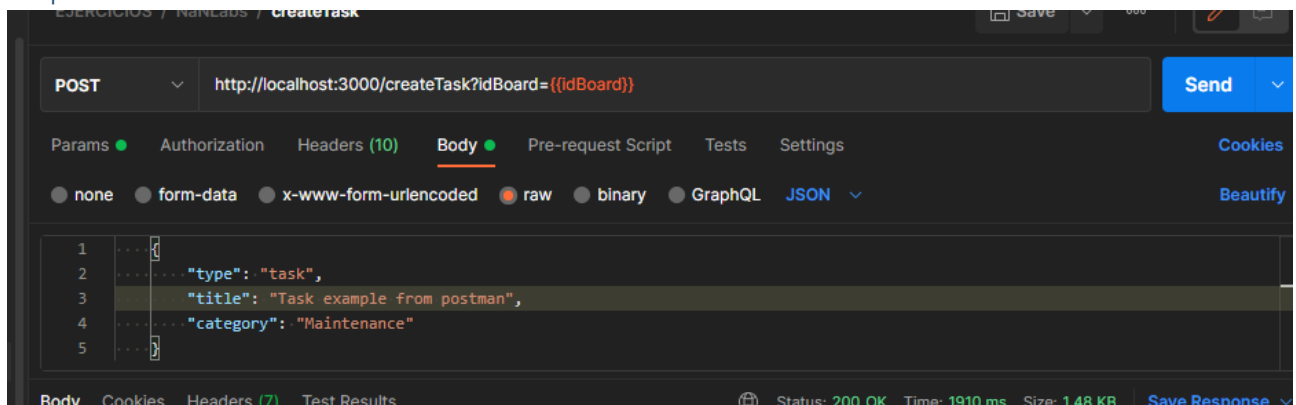 EJERCICIOS / NaNLabs / createTask Save
POST http://localhost:3000/createTask?idBoard={{idBoard}} Send
Params Authorization Headers (10) Body Pre-request Script Tests Settings Cookies
none form-data x-www-form-urlencoded raw binary GraphQL JSON Beautify
1 {
2 "type": "task",
3 "title": "Task example from postman",
4 "category": "Maintenance"
5 }
Body Cookies Headers (7) Test Results Status: 200 OK Time: 1910 ms Size: 1.48 KB Save Response